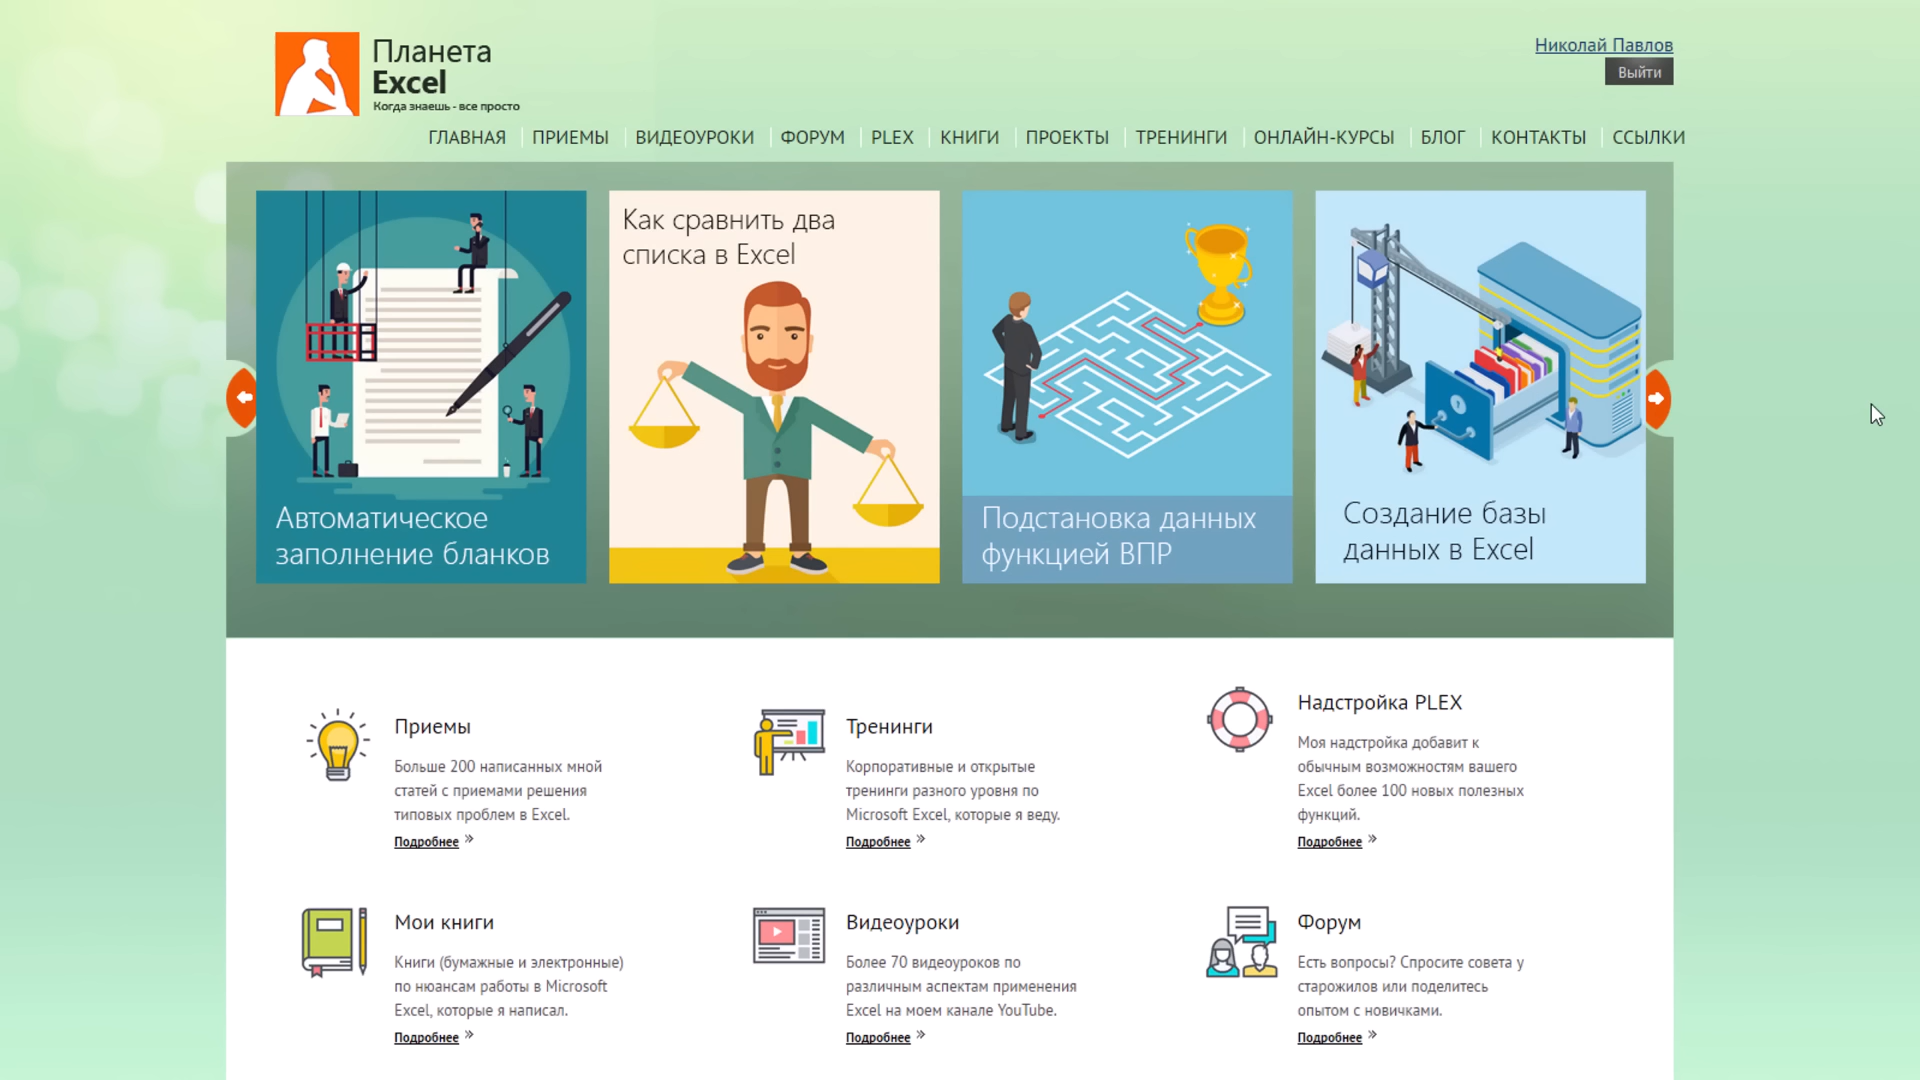 Планета
Excel
Когда знаешь - все просто
Николай Павлов
Выйти
ГЛАВНАЯ ПРИЕМЫ ВИДЕОУРОКИ ФОРУМ PLEX КНИГИ ПРОЕКТЫ ТРЕНИНГИ ОНЛАЙН-КУРСЫ БЛОГ КОНТАКТЫ ССЫЛКИ
Автоматическое
заполнение бланков
Как сравнить два
списка в Excel
Подстановка данных
функцией ВПР
Создание базы
данных в Excel
Приемы
Больше 200 написанных мной
статей с приемами решения
типовых проблем в Excel.
Подробнее »
Тренинги
Корпоративные и открытые
тренинги разного уровня по
Microsoft Excel, которые я веду.
Подробнее »
Надстройка PLEX
Моя надстройка добавит к
обычным возможностям вашего
Excel более 100 новых полезных
функций.
Подробнее »
Мои книги
Книги (бумажные и электронные)
по нюансам работы в Microsoft
Excel, которые я написал.
Подробнее »
Видеоуроки
Более 70 видеоуроков по
различным аспектам применения
Excel на моем канале YouTube.
Подробнее »
Форум
Есть вопросы? Спросите совета у
старожилов или поделитесь
опытом с новичками.
Подробнее »